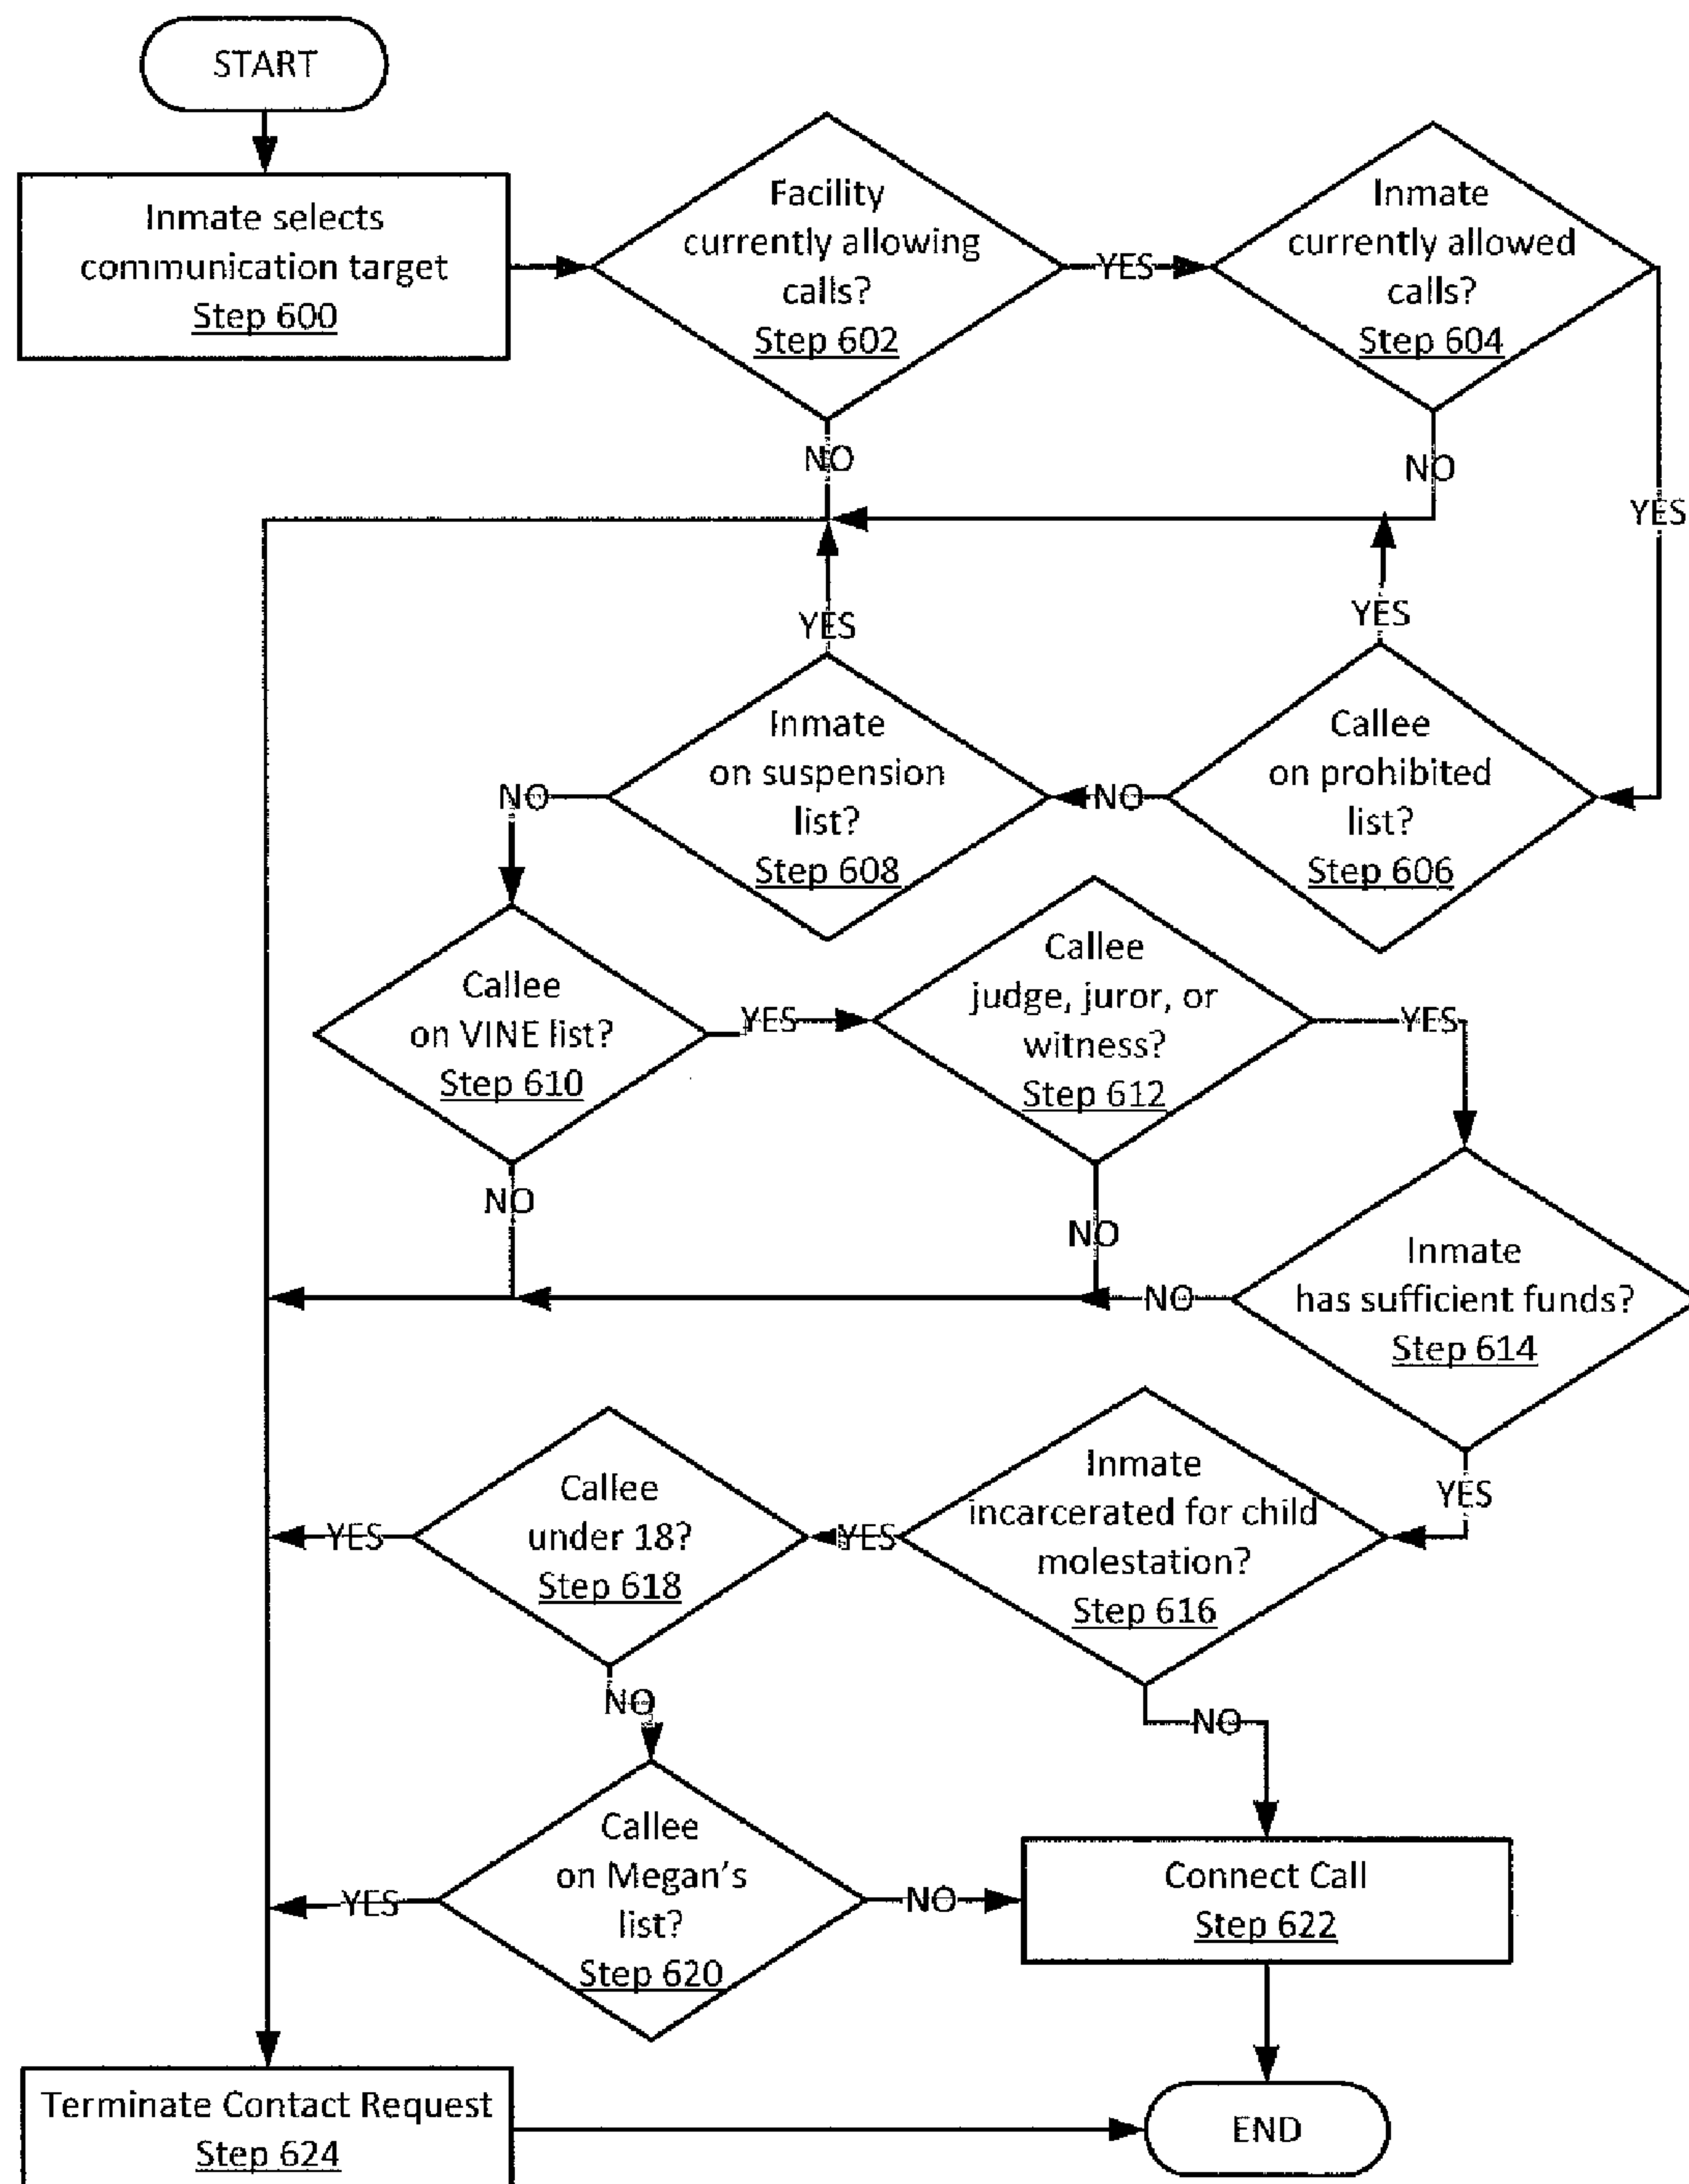 START
Inmate selects
communication target
Step 600
Facility
currently allowing
calls?
Step 602
YES
Inmate
currently allowed
calls?
Step 604
NO
NO
YES
YES
YES
Inmate
on suspension
list?
Step 608
NO
Callee
on prohibited
list?
Step 606
NO
Callee
on VINE list?
Step 610
YES
Callee
judge, juror, or
witness?
Step 612
YES
NO
NO
NO
Inmate
has sufficient funds?
Step 614
YES
Callee
under 18?
Step 618
YES
YES
Inmate
incarcerated for child
molestation?
Step 616
NO
NO
Callee
on Megan's
list?
Step 620
YES
NO
Connect Call
Step 622
Terminate Contact Request
Step 624
END